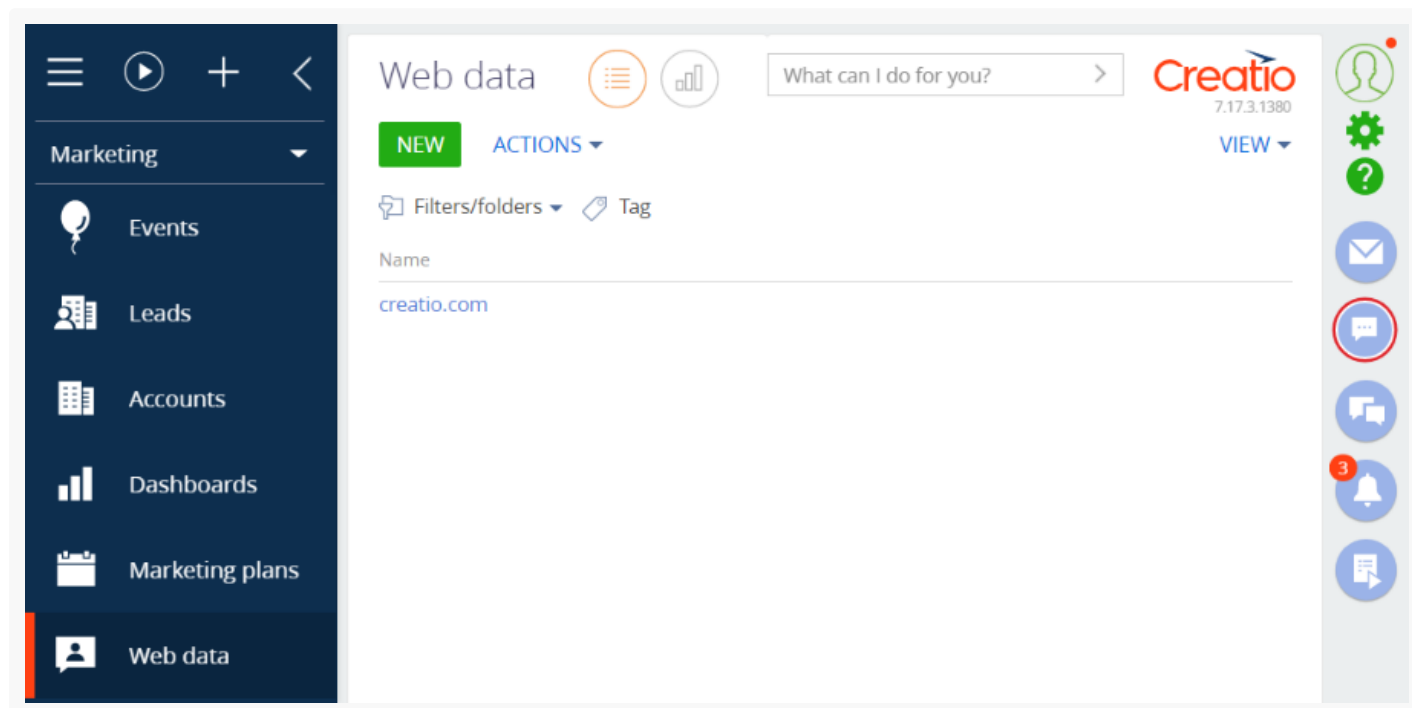 Web data
What can I do for you?
Creatio
7.17.3.1380
Marketing
NEW
ACTIONS
VIEW
Events
Filters/folders
Tag
Name
Leads
creatio.com
Accounts
Dashboards
3
Marketing plans
Web data